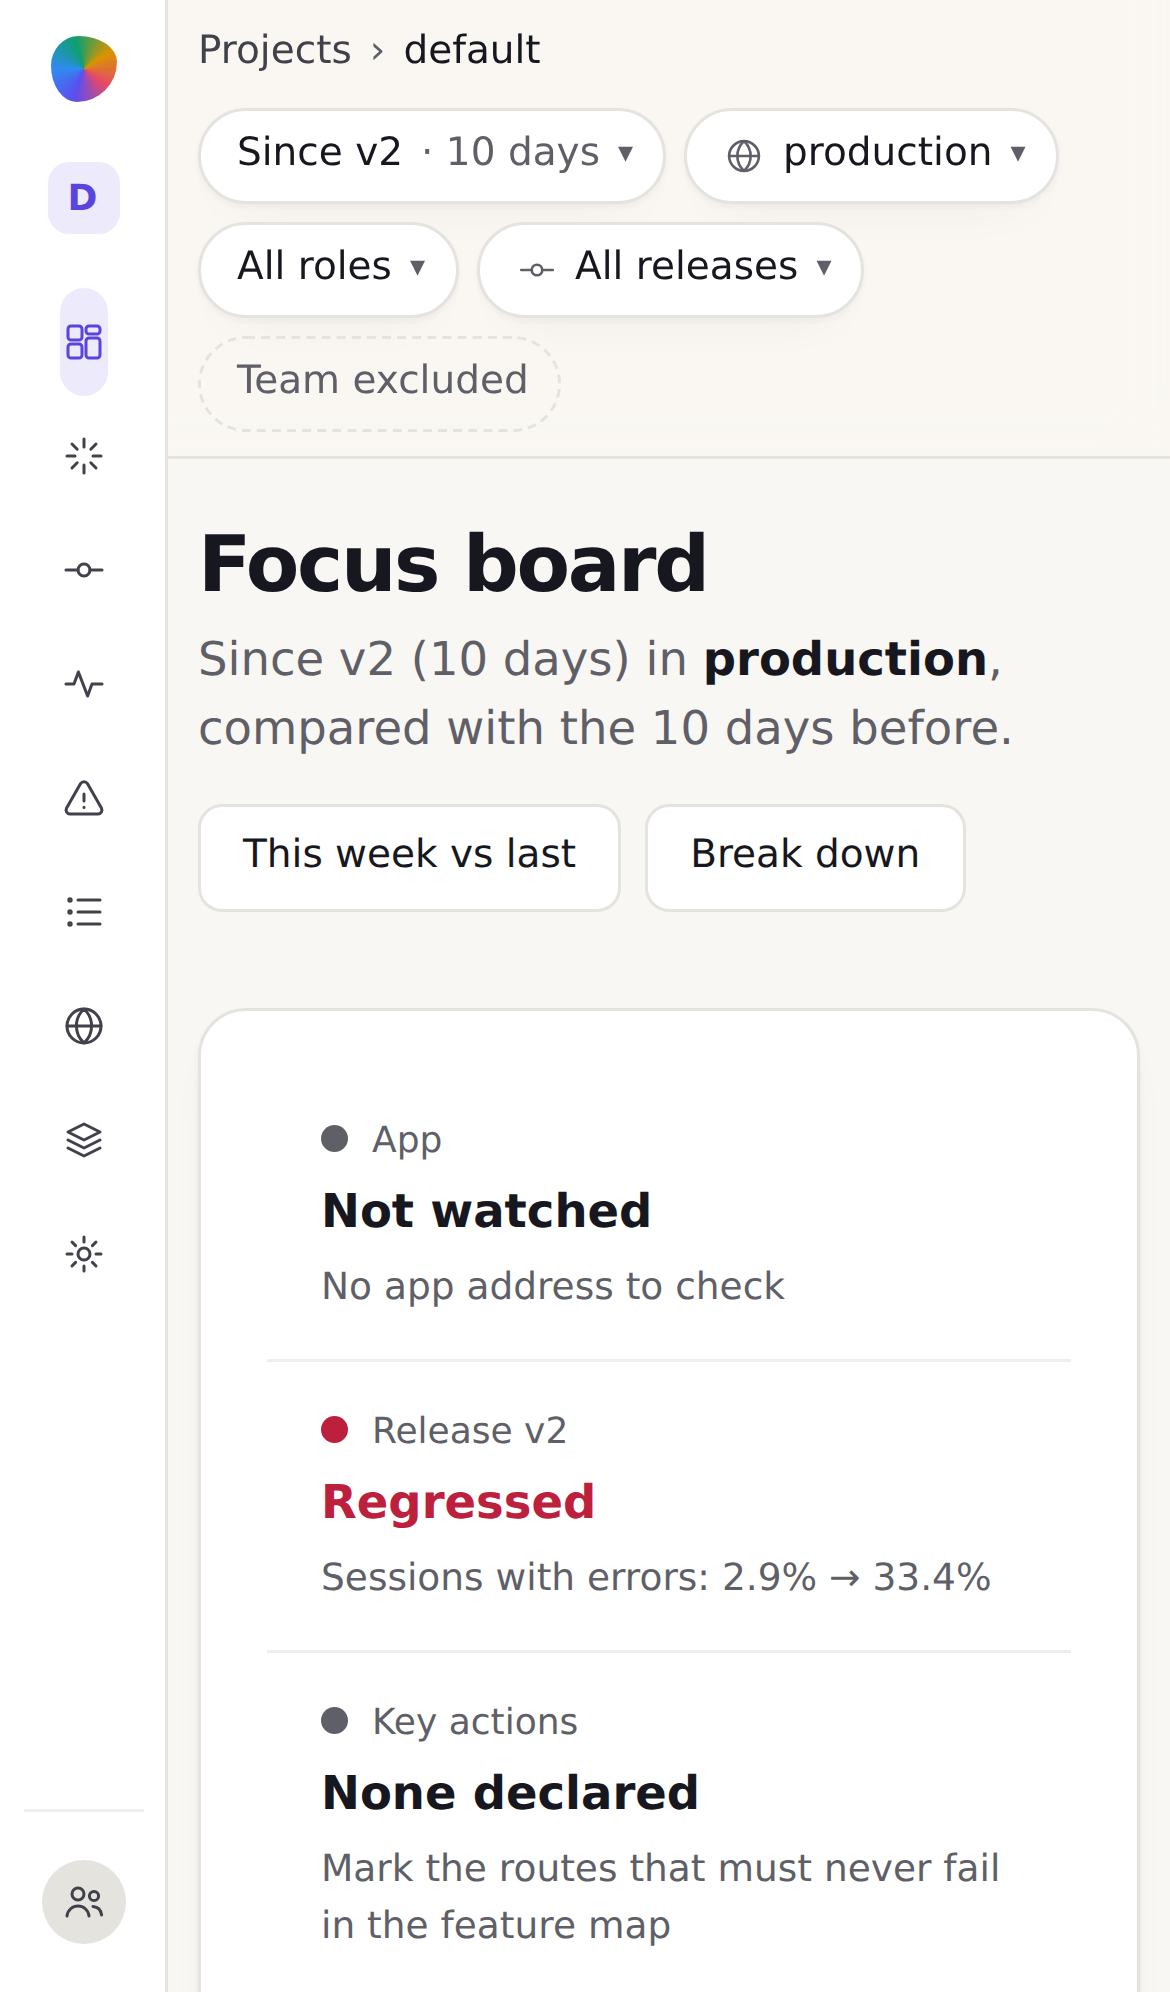 Projects › default
Since v2 · 10 days ▾
production ▾
All roles ▾
All releases ▾
Team excluded
D
Focus board
Since v2 (10 days) in production,
compared with the 10 days before.
This week vs last
Break down
App
Not watched
No app address to check
Release v2
Regressed
Sessions with errors: 2.9% → 33.4%
Key actions
None declared
Mark the routes that must never fail
in the feature map